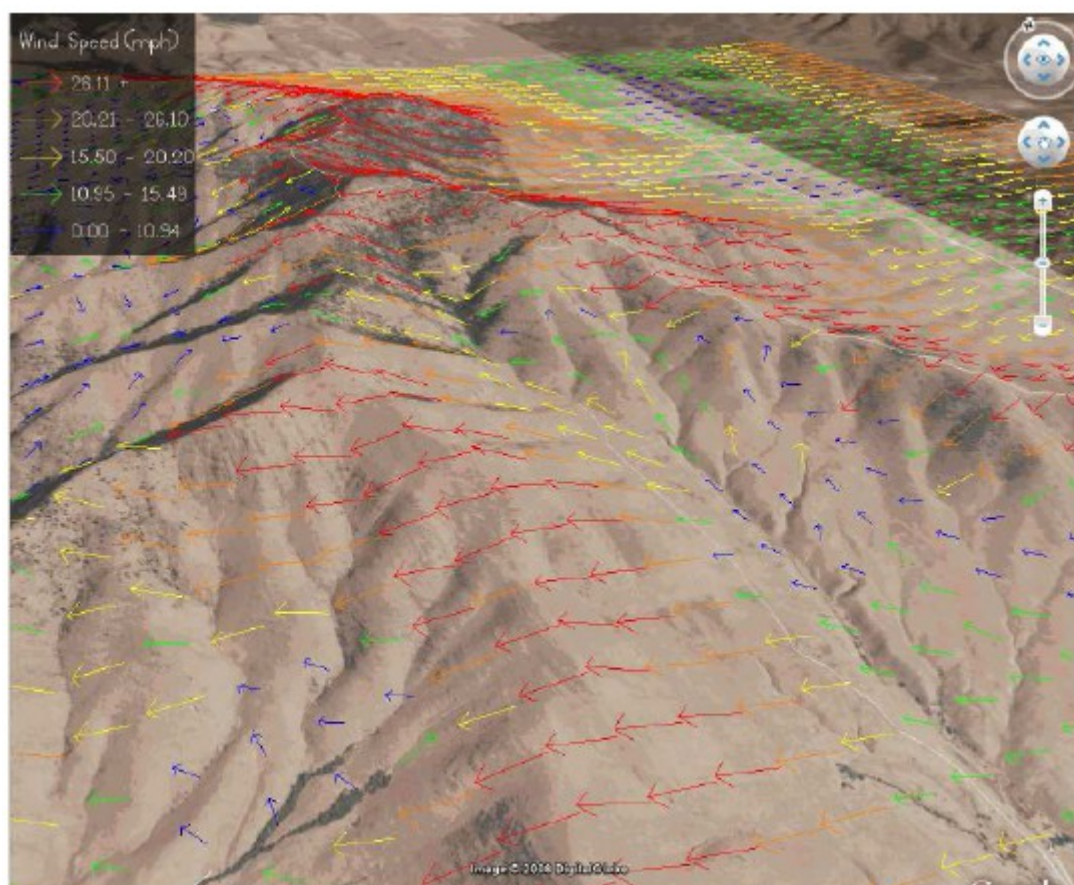 Wind Speed (mph)
26.11 +
20.21 - 26.10
15.50 - 20.20
10.95 - 15.49
0.00 - 10.94
Image © 2008 DigitalGlobe